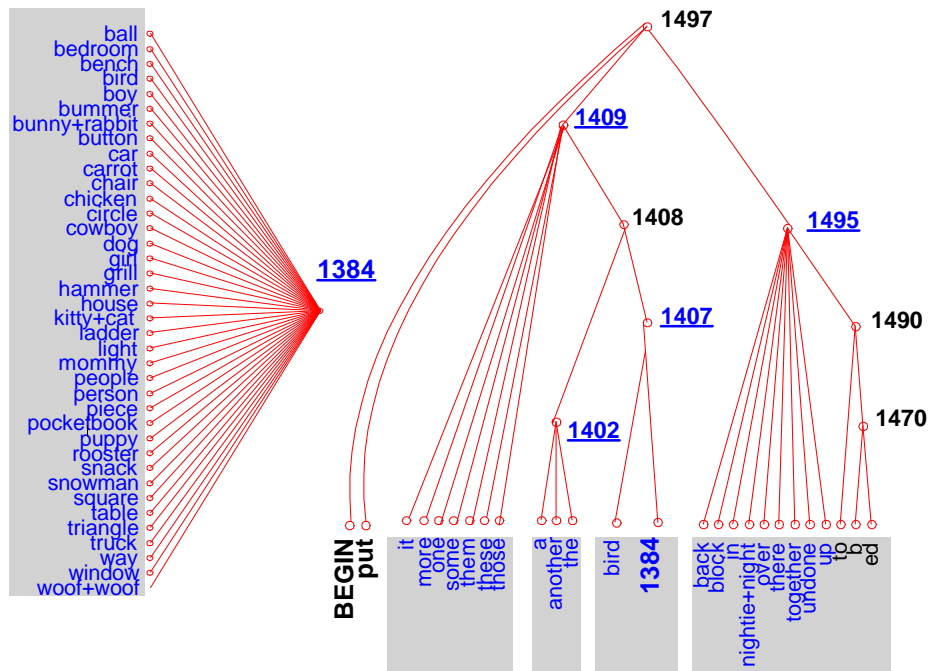 ball
bedroom
bench
bird
boy
bummer
bunny+rabbit
button
car
carrot
chair
chicken
circle
cowboy
dog
girl
grill
hammer
house
kitty+cat
ladder
light
mommy
people
person
piece
pocketbook
puppy
rooster
snack
snowman
square
table
triangle
truck
way
window
woof+woof
1384
1497
1409
1408
1495
1407
1490
1402
1470
BEGIN
put
it
more
one
some
them
these
those
a
another
the
bird
1384
back
block
in
nightie+night
over
there
together
undone
up
to
b
ed